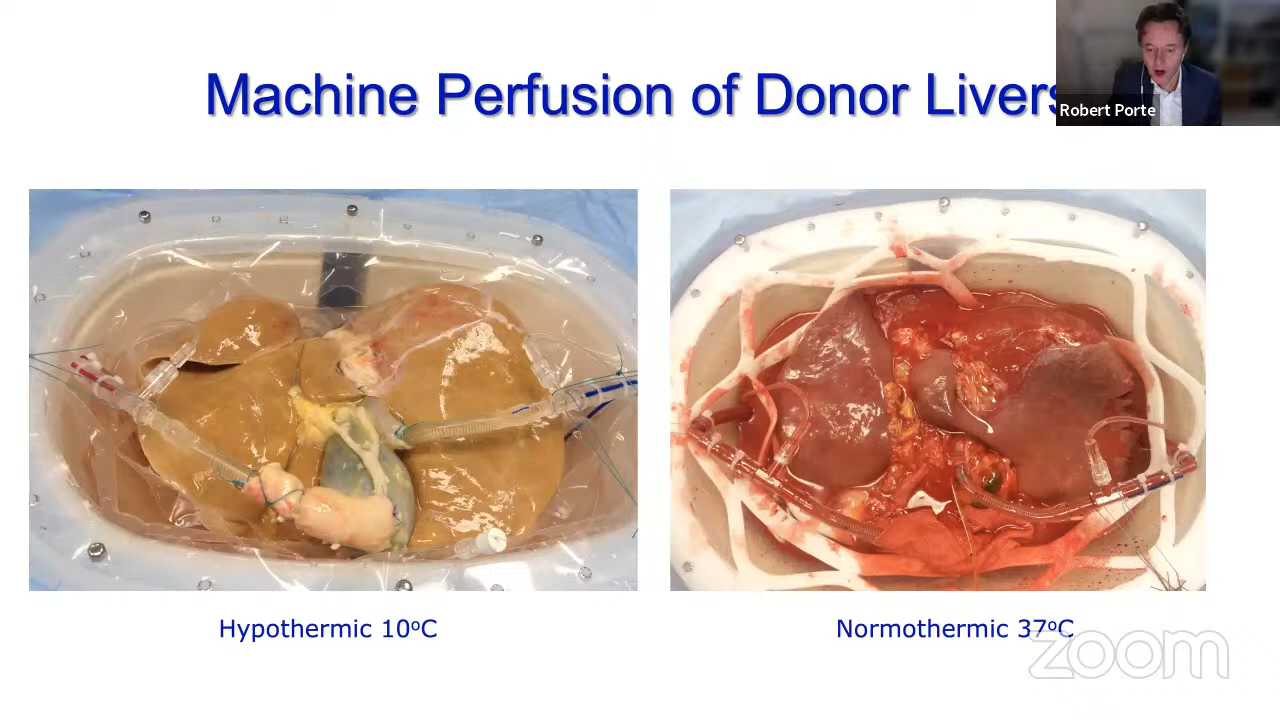 Machine Perfusion of Donor Livers
Robert Porte
Hypothermic 10ºC
Normothermic 37ºC
zoom